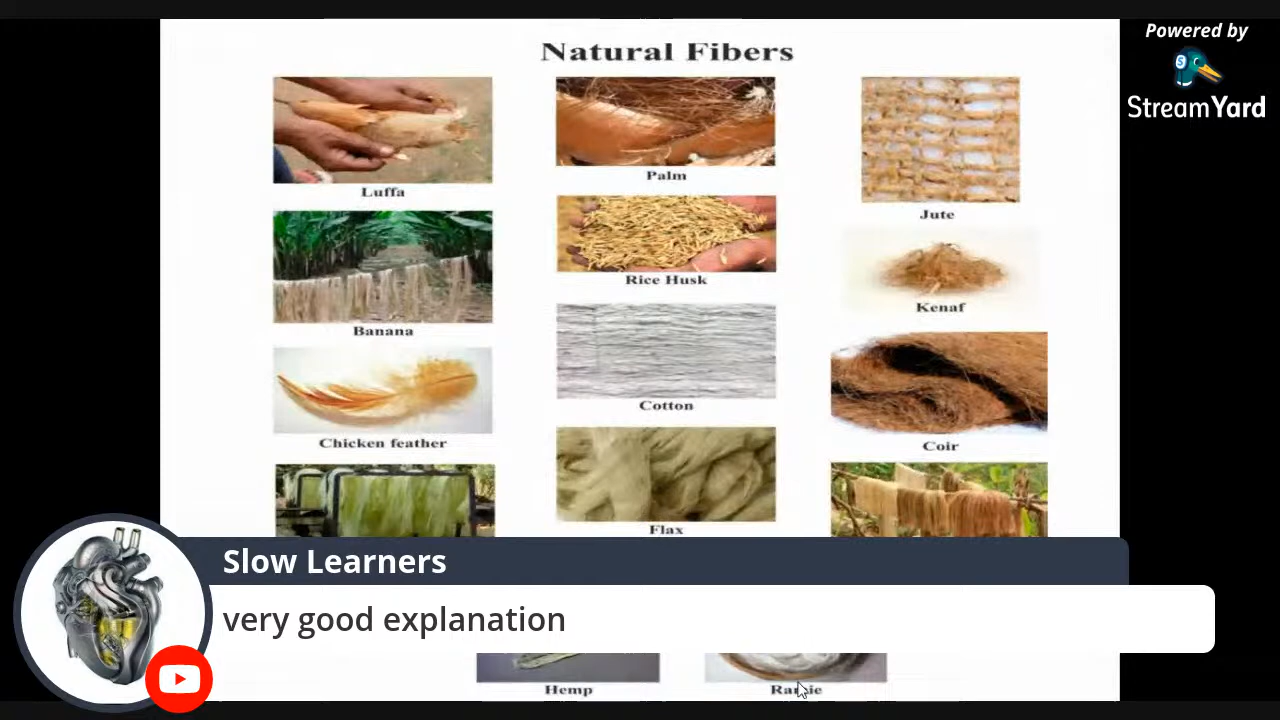 Powered by
StreamYard
Natural Fibers
Luffa
Palm
Jute
Banana
Rice Husk
Kenaf
Chicken feather
Cotton
Coir
Flax
Slow Learners
very good explanation
Hemp
Ramie